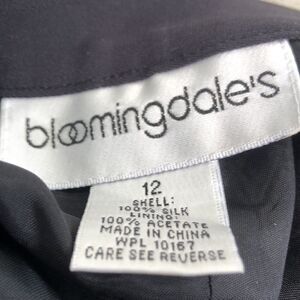 bloomingdale's
12
SHELL:
100% SILK
LINING:
100% ACETATE
MADE IN CHINA
WPL 10167
CARE SEE REVERSE